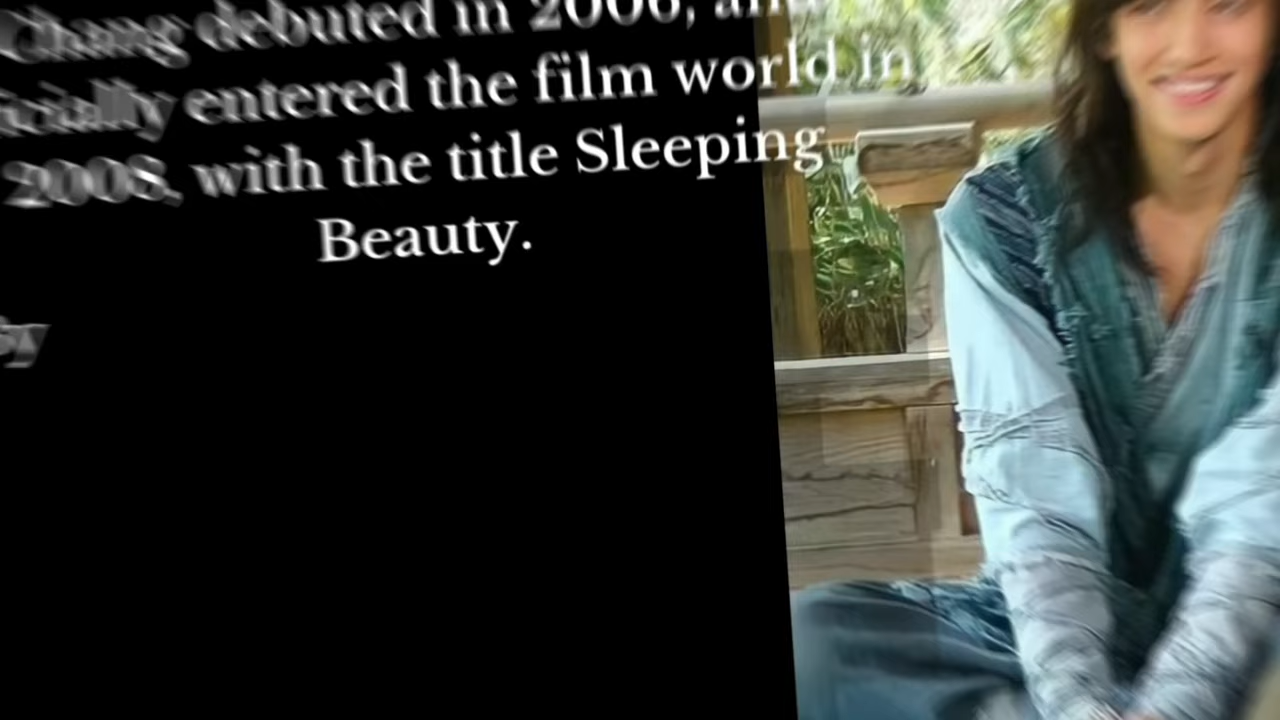 Chang debuted in 2006, and
entered the film world in
2008, with the title Sleeping
Beauty.